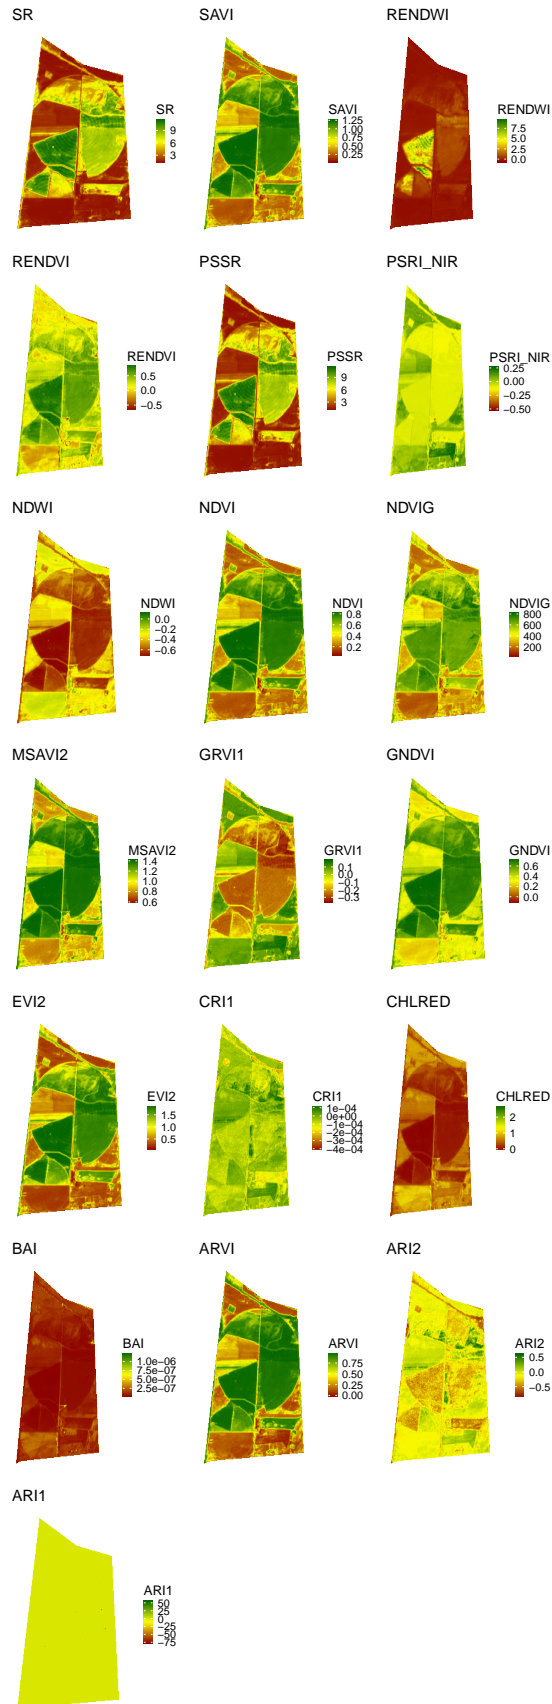 SR
SAVI
RENDWI
SR
9
6
3
SAVI
1.25
1.00
0.75
0.50
0.25
RENDWI
7.5
5.0
2.5
0.0
RENDVI
PSSR
PSRI_NIR
RENDVI
0.5
0.0
−0.5
PSSR
9
6
3
PSRI_NIR
0.25
0.00
−0.25
−0.50
NDWI
NDVI
NDVIG
NDWI
0.0
−0.2
−0.4
−0.6
NDVI
0.8
0.6
0.4
0.2
NDVIG
800
600
400
200
MSAVI2
GRVI1
GNDVI
MSAVI2
1.4
1.2
1.0
0.8
0.6
GRVI1
0.1
0.0
−0.1
−0.2
−0.3
GNDVI
0.6
0.4
0.2
0.0
EVI2
CRI1
CHLRED
EVI2
1.5
1.0
0.5
CRI1
1e−04
0e+00
−1e−04
−2e−04
−3e−04
−4e−04
CHLRED
2
1
0
BAI
ARVI
ARI2
BAI
1.0e−06
7.5e−07
5.0e−07
2.5e−07
ARVI
0.75
0.50
0.25
0.00
ARI2
0.5
0.0
−0.5
ARI1
ARI1
50
25
0
−25
−50
−75